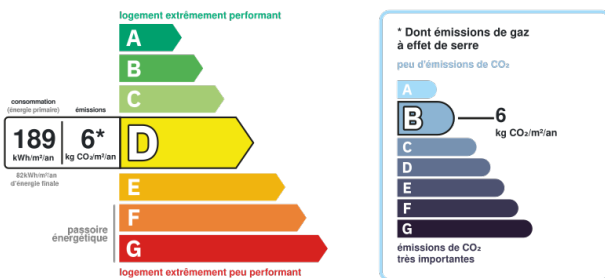 logement extrêmement performant
A
B
C
consommation
(énergie primaire)
émissions
189
kWh/m²/an
6*
kg CO₂/m²/an
D
82kWh/m²/an
d'énergie finale
E
F
G
passoire
énergétique
logement extrêmement peu performant
* Dont émissions de gaz
à effet de serre
peu d'émissions de CO₂
A
B
6
kg CO₂/m²/an
C
D
E
F
G
émissions de CO₂
très importantes